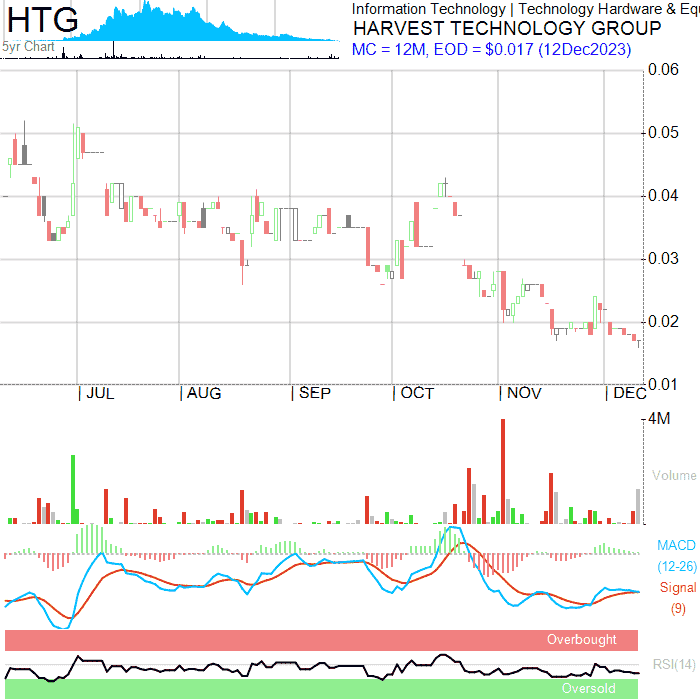 HTG
5yr Chart
Information Technology | Technology Hardware & Equ
HARVEST TECHNOLOGY GROUP
MC = 12M, EOD = $0.017 (12Dec2023)
0.06
0.05
0.04
0.03
0.02
0.01
| JUL | AUG | SEP | OCT | NOV | DEC
4M
Volume
MACD
(12-26)
Signal
(9)
Overbought
RSI(14)
Oversold